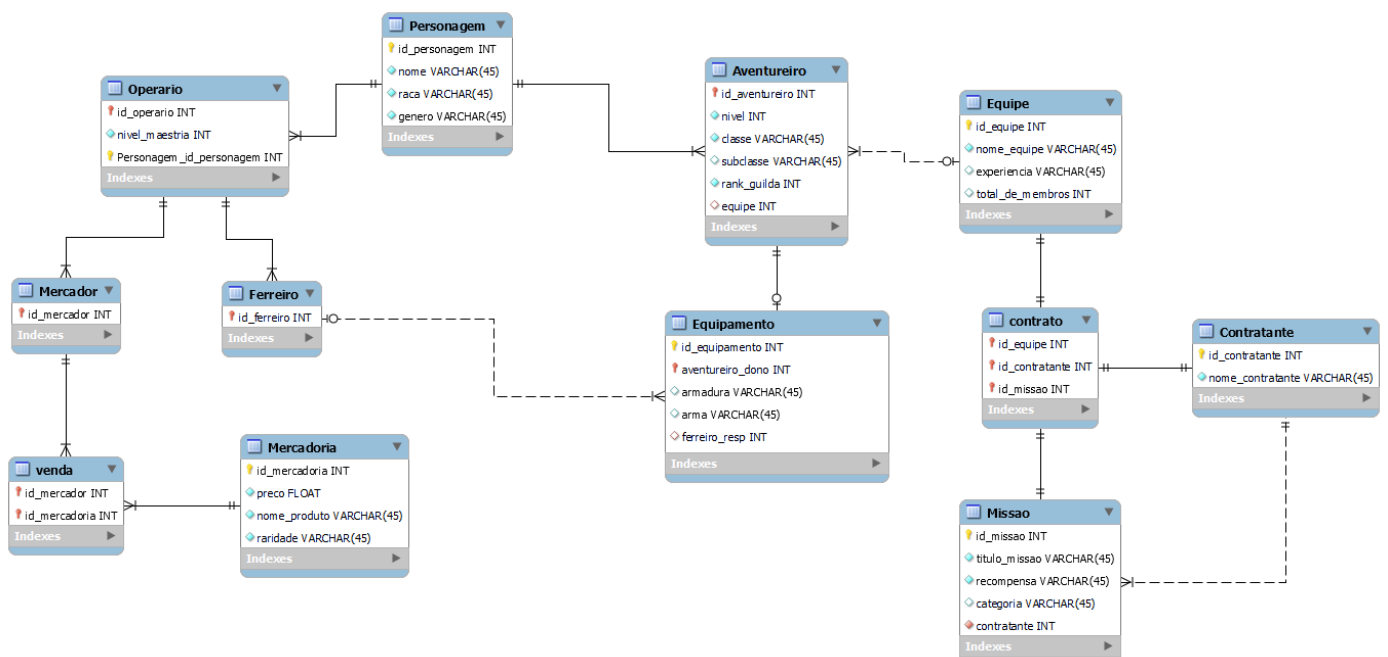 Personagem
id_personagem INT
nome VARCHAR(45)
raca VARCHAR(45)
genero VARCHAR(45)
Indexes
Operario
id_operario INT
nivel_maestria INT
Personagem_id_personagem INT
Indexes
Aventureiro
id_aventureiro INT
nivel INT
classe VARCHAR(45)
subclasse VARCHAR(45)
rank_guilda INT
equipe INT
Indexes
Equipe
id_equipe INT
nome_equipe VARCHAR(45)
experiencia VARCHAR(45)
total_de_membros INT
Indexes
Mercador
id_mercador INT
Indexes
Ferreiro
id_ferreiro INT
Indexes
Equipamento
id_equipamento INT
aventureiro_dono INT
armadura VARCHAR(45)
arma VARCHAR(45)
ferreiro_resp INT
Indexes
contrato
id_equipe INT
id_contratante INT
id_missao INT
Indexes
Contratante
id_contratante INT
nome_contratante VARCHAR(45)
Indexes
venda
id_mercador INT
id_mercadoria INT
Indexes
Mercadoria
id_mercadoria INT
preco FLOAT
nome_produto VARCHAR(45)
raridade VARCHAR(45)
Indexes
Missao
id_missao INT
titulo_missao VARCHAR(45)
recompensa VARCHAR(45)
categoria VARCHAR(45)
contratante INT
Indexes